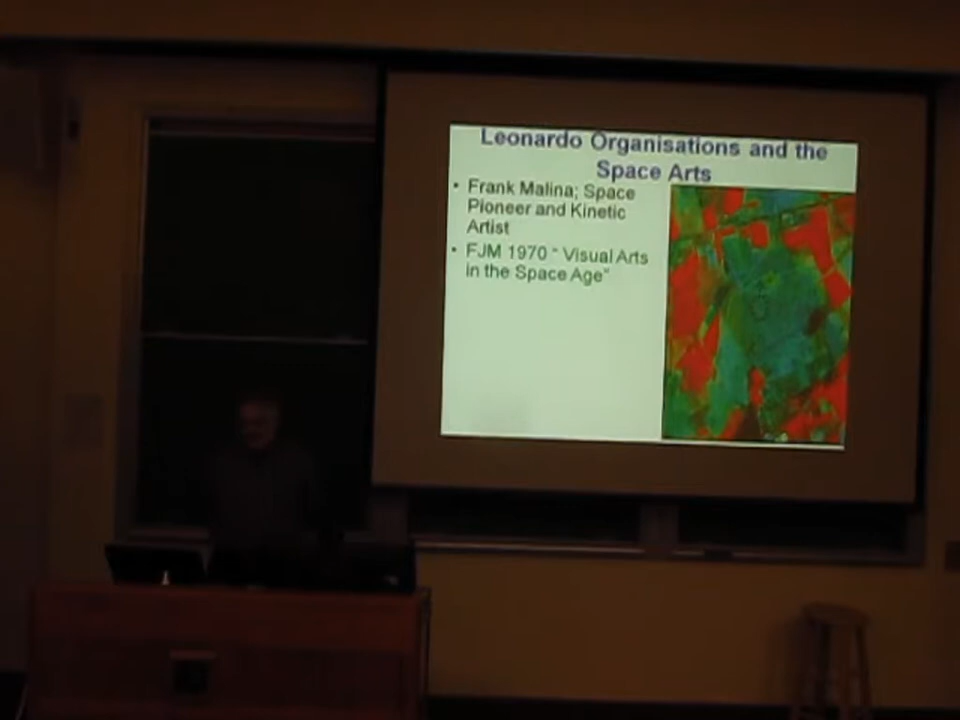 Leonardo Organisations and the
Space Arts
• Frank Malina; Space
Pioneer and Kinetic
Artist
• FJM 1970 " Visual Arts
in the Space Age"